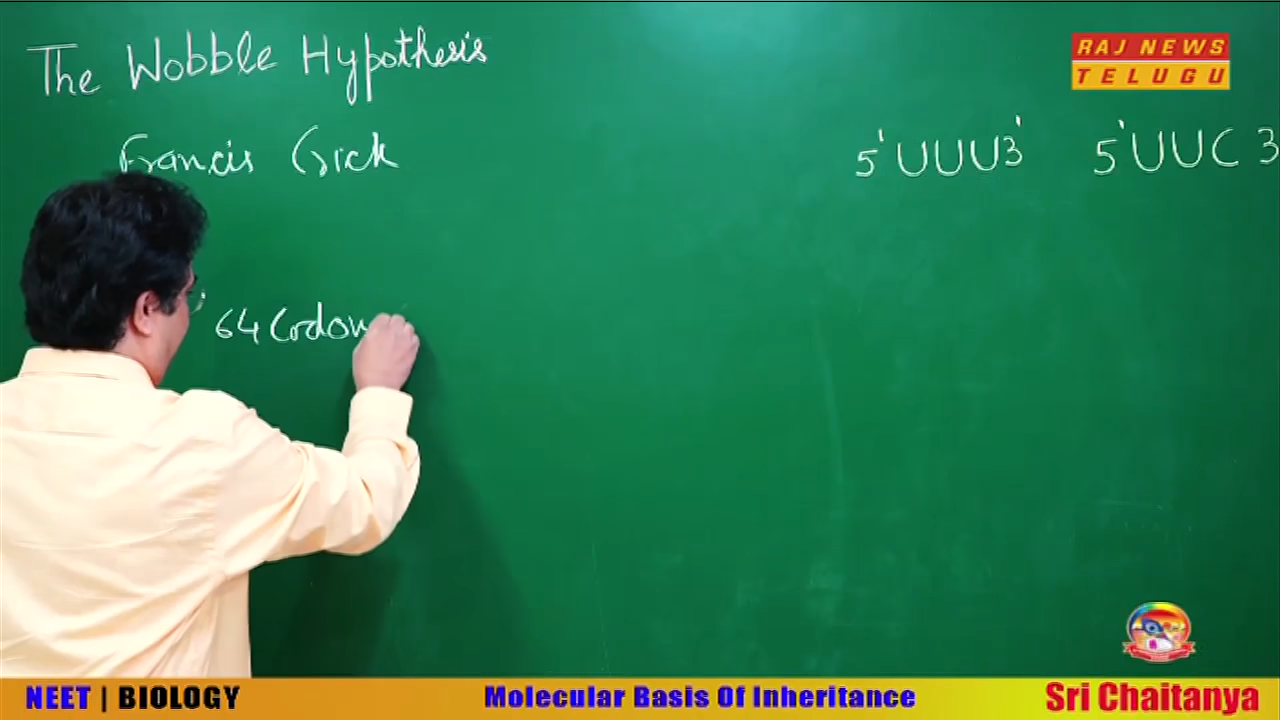 The Wobble Hypothesis
RAJ NEWS
TELUGU
Francis Crick
5'UUU3' 5'UUC 3
64 Codon
NEET | BIOLOGY
Molecular Basis Of Inheritance
Sri Chaitanya